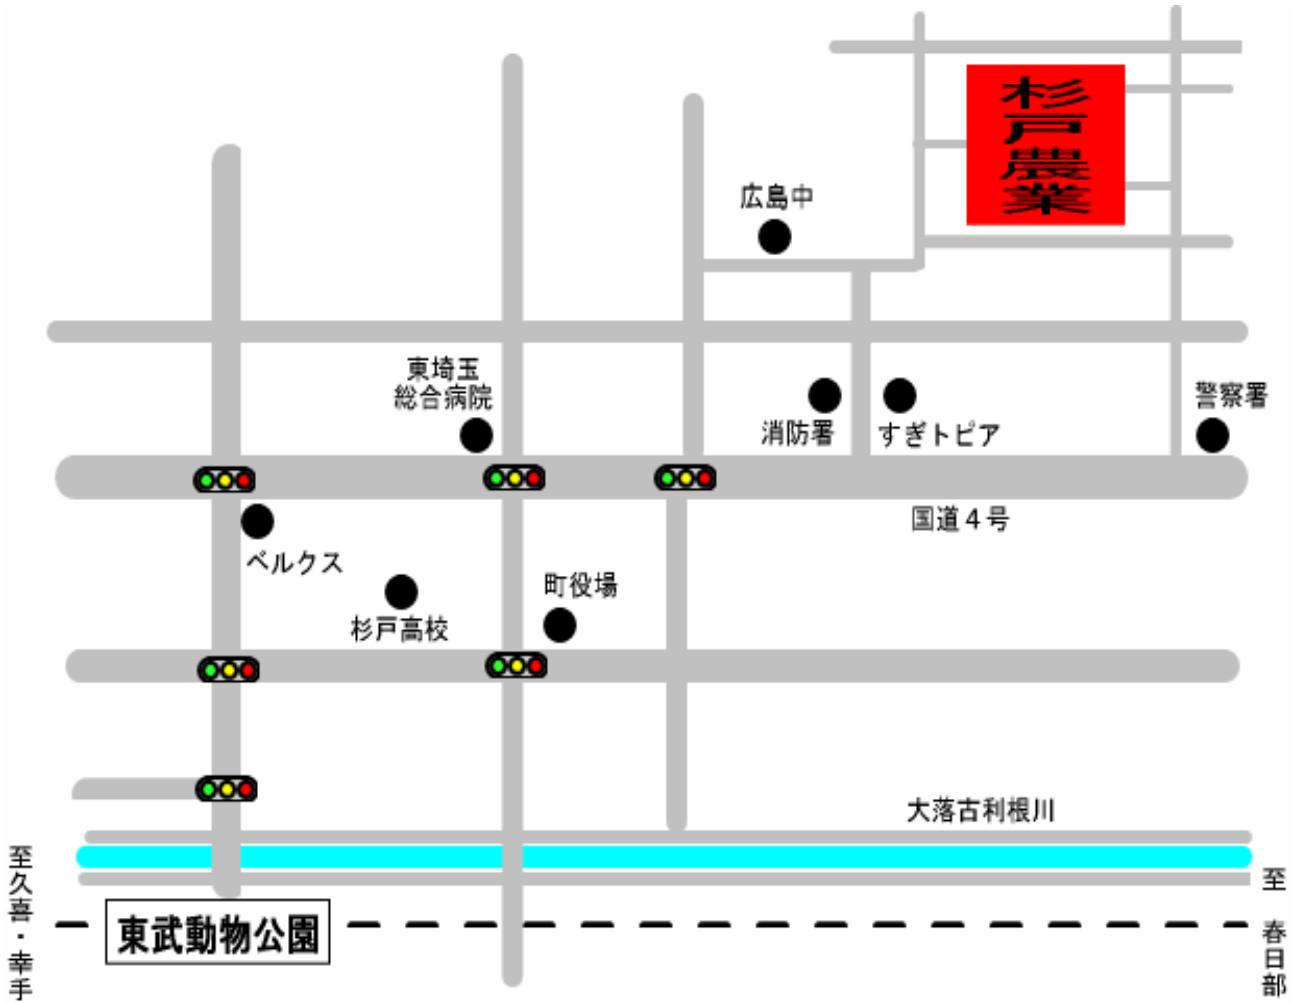 杉戸農業
広島中
東埼玉
総合病院
消防署
すぎトピア
警察署
国道４号
ベルクス
杉戸高校
町役場
大落古利根川
至久喜・幸手
東武動物公園
至 春日部